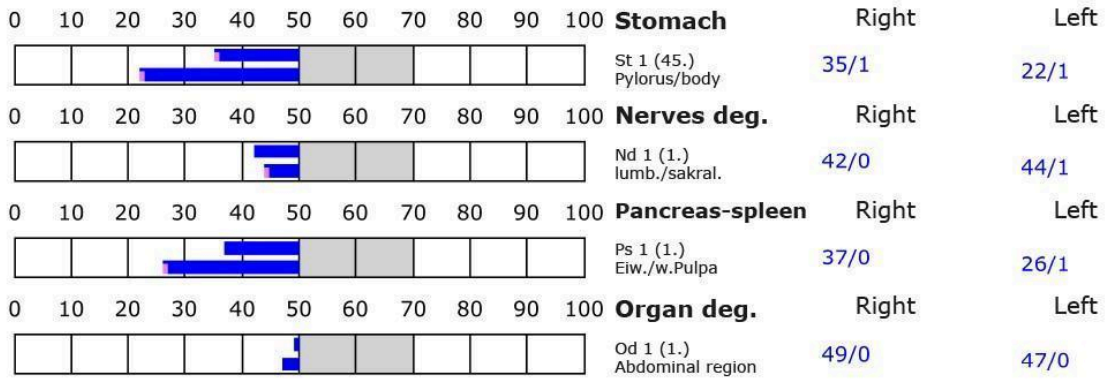 0 10 20 30 40 50 60 70 80 90 100 Stomach Right Left
St 1 (45.) 35/1 22/1
Pylorus/body
0 10 20 30 40 50 60 70 80 90 100 Nerves deg. Right Left
Nd 1 (1.) 42/0 44/1
lumb./sakral.
0 10 20 30 40 50 60 70 80 90 100 Pancreas-spleen Right Left
Ps 1 (1.) 37/0 26/1
Eiw./w.Pulpa
0 10 20 30 40 50 60 70 80 90 100 Organ deg. Right Left
Od 1 (1.) 49/0 47/0
Abdominal region